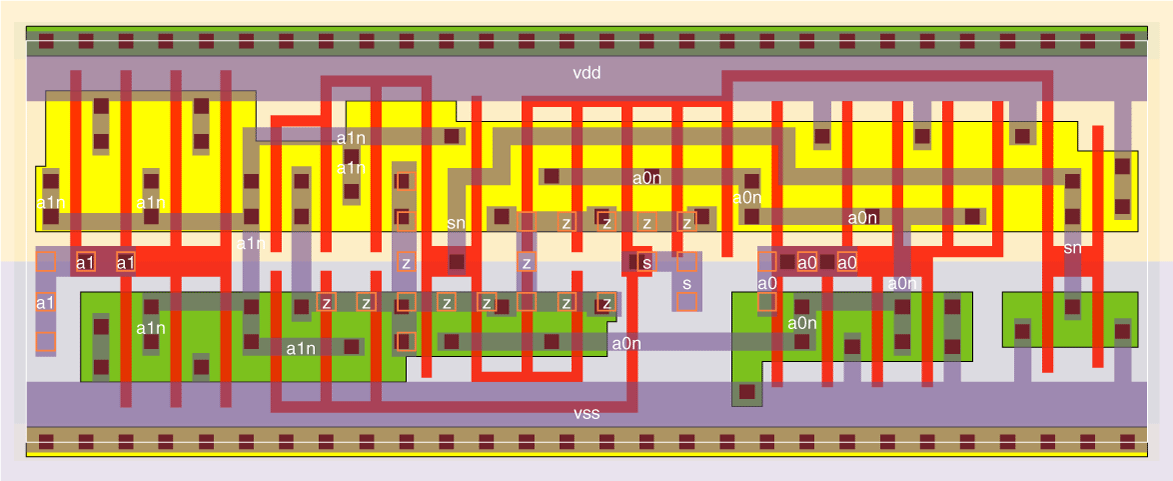 vdd
a1n
a1n a0n
a1n a1n a0n
sn z z z z a0n
a1n sn
a1 a1 z z s a0 a0
s a0 a0n
a1 z z z z z z
a1n a0n
a1n a0n
vss